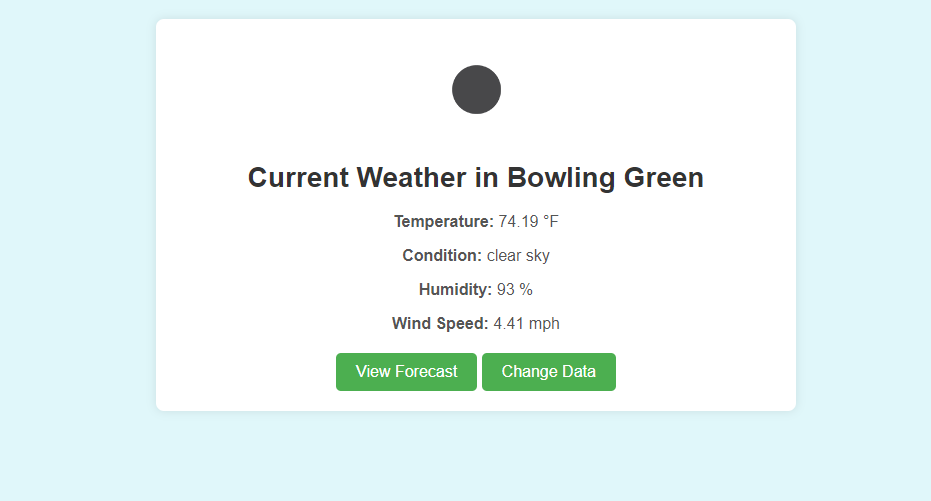 Current Weather in Bowling Green
Temperature: 74.19 °F
Condition: clear sky
Humidity: 93 %
Wind Speed: 4.41 mph
View Forecast Change Data